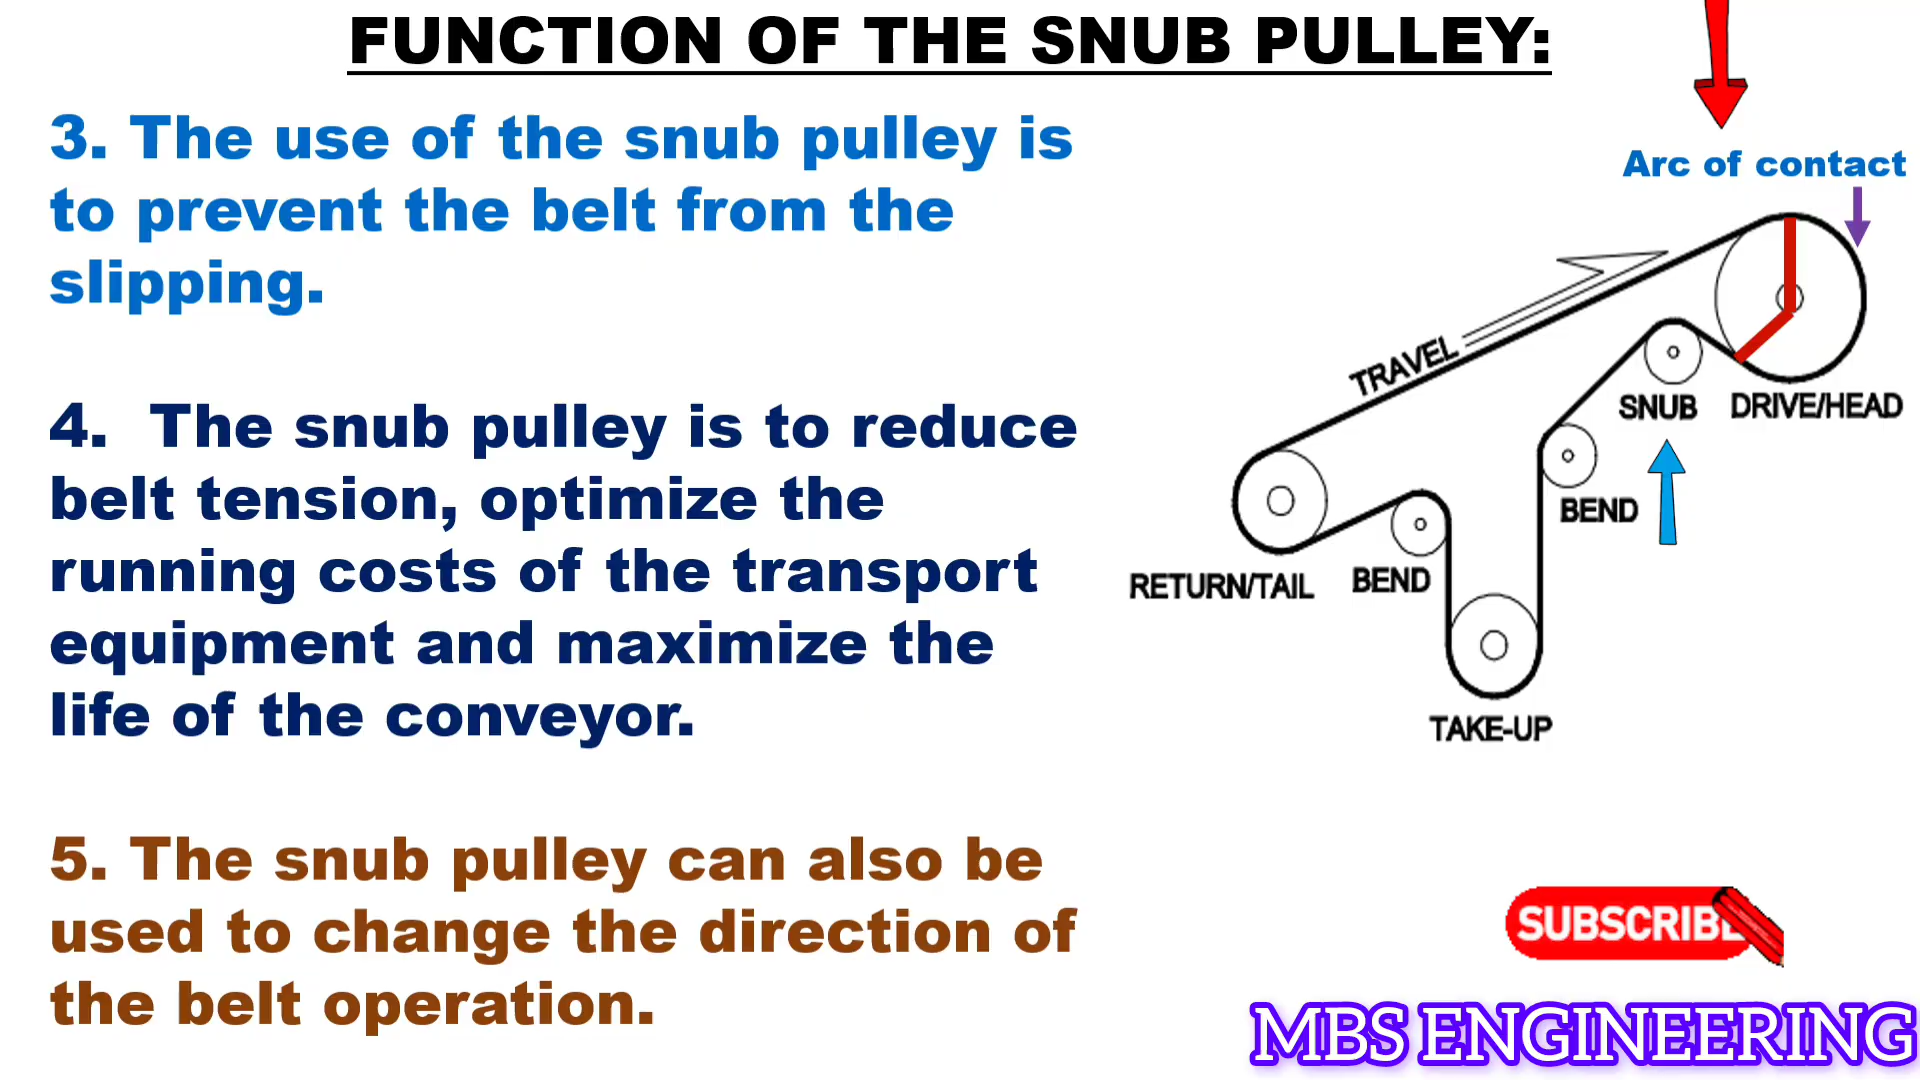 FUNCTION OF THE SNUB PULLEY:
3. The use of the snub pulley is
to prevent the belt from the
slipping.
4. The snub pulley is to reduce
belt tension, optimize the
running costs of the transport
equipment and maximize the
life of the conveyor.
5. The snub pulley can also be
used to change the direction of
the belt operation.
Arc of contact
TRAVEL
SNUB
DRIVE/HEAD
BEND
RETURN/TAIL
BEND
TAKE-UP
SUBSCRIBE
MBS ENGINEERING